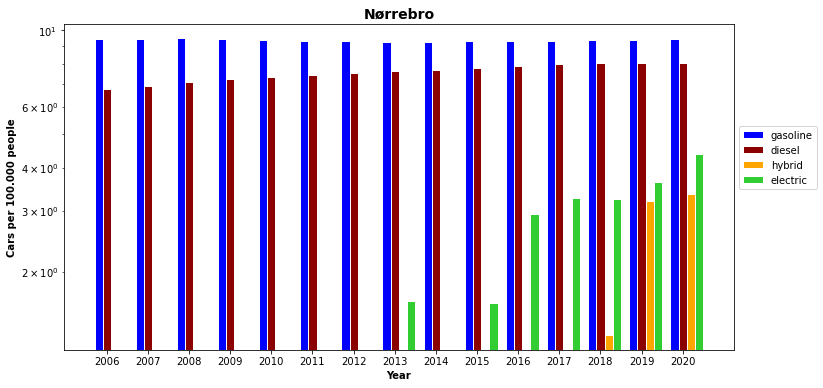 Nørrebro
Cars per 100.000 people
10¹
6 × 10⁰
4 × 10⁰
3 × 10⁰
2 × 10⁰
2006 2007 2008 2009 2010 2011 2012 2013 2014 2015 2016 2017 2018 2019 2020
Year
gasoline
diesel
hybrid
electric